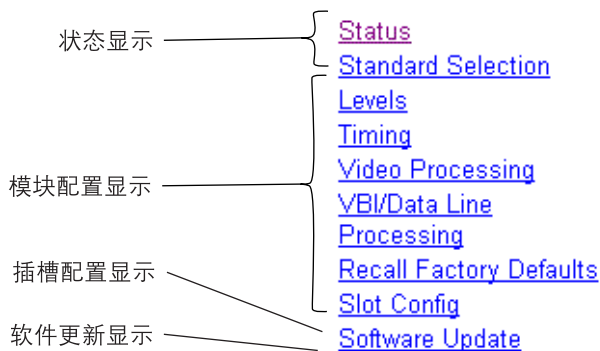 状态显示
模块配置显示
插槽配置显示
软件更新显示
Status
Standard Selection
Levels
Timing
Video Processing
VBI/Data Line
Processing
Recall Factory Defaults
Slot Config
Software Update